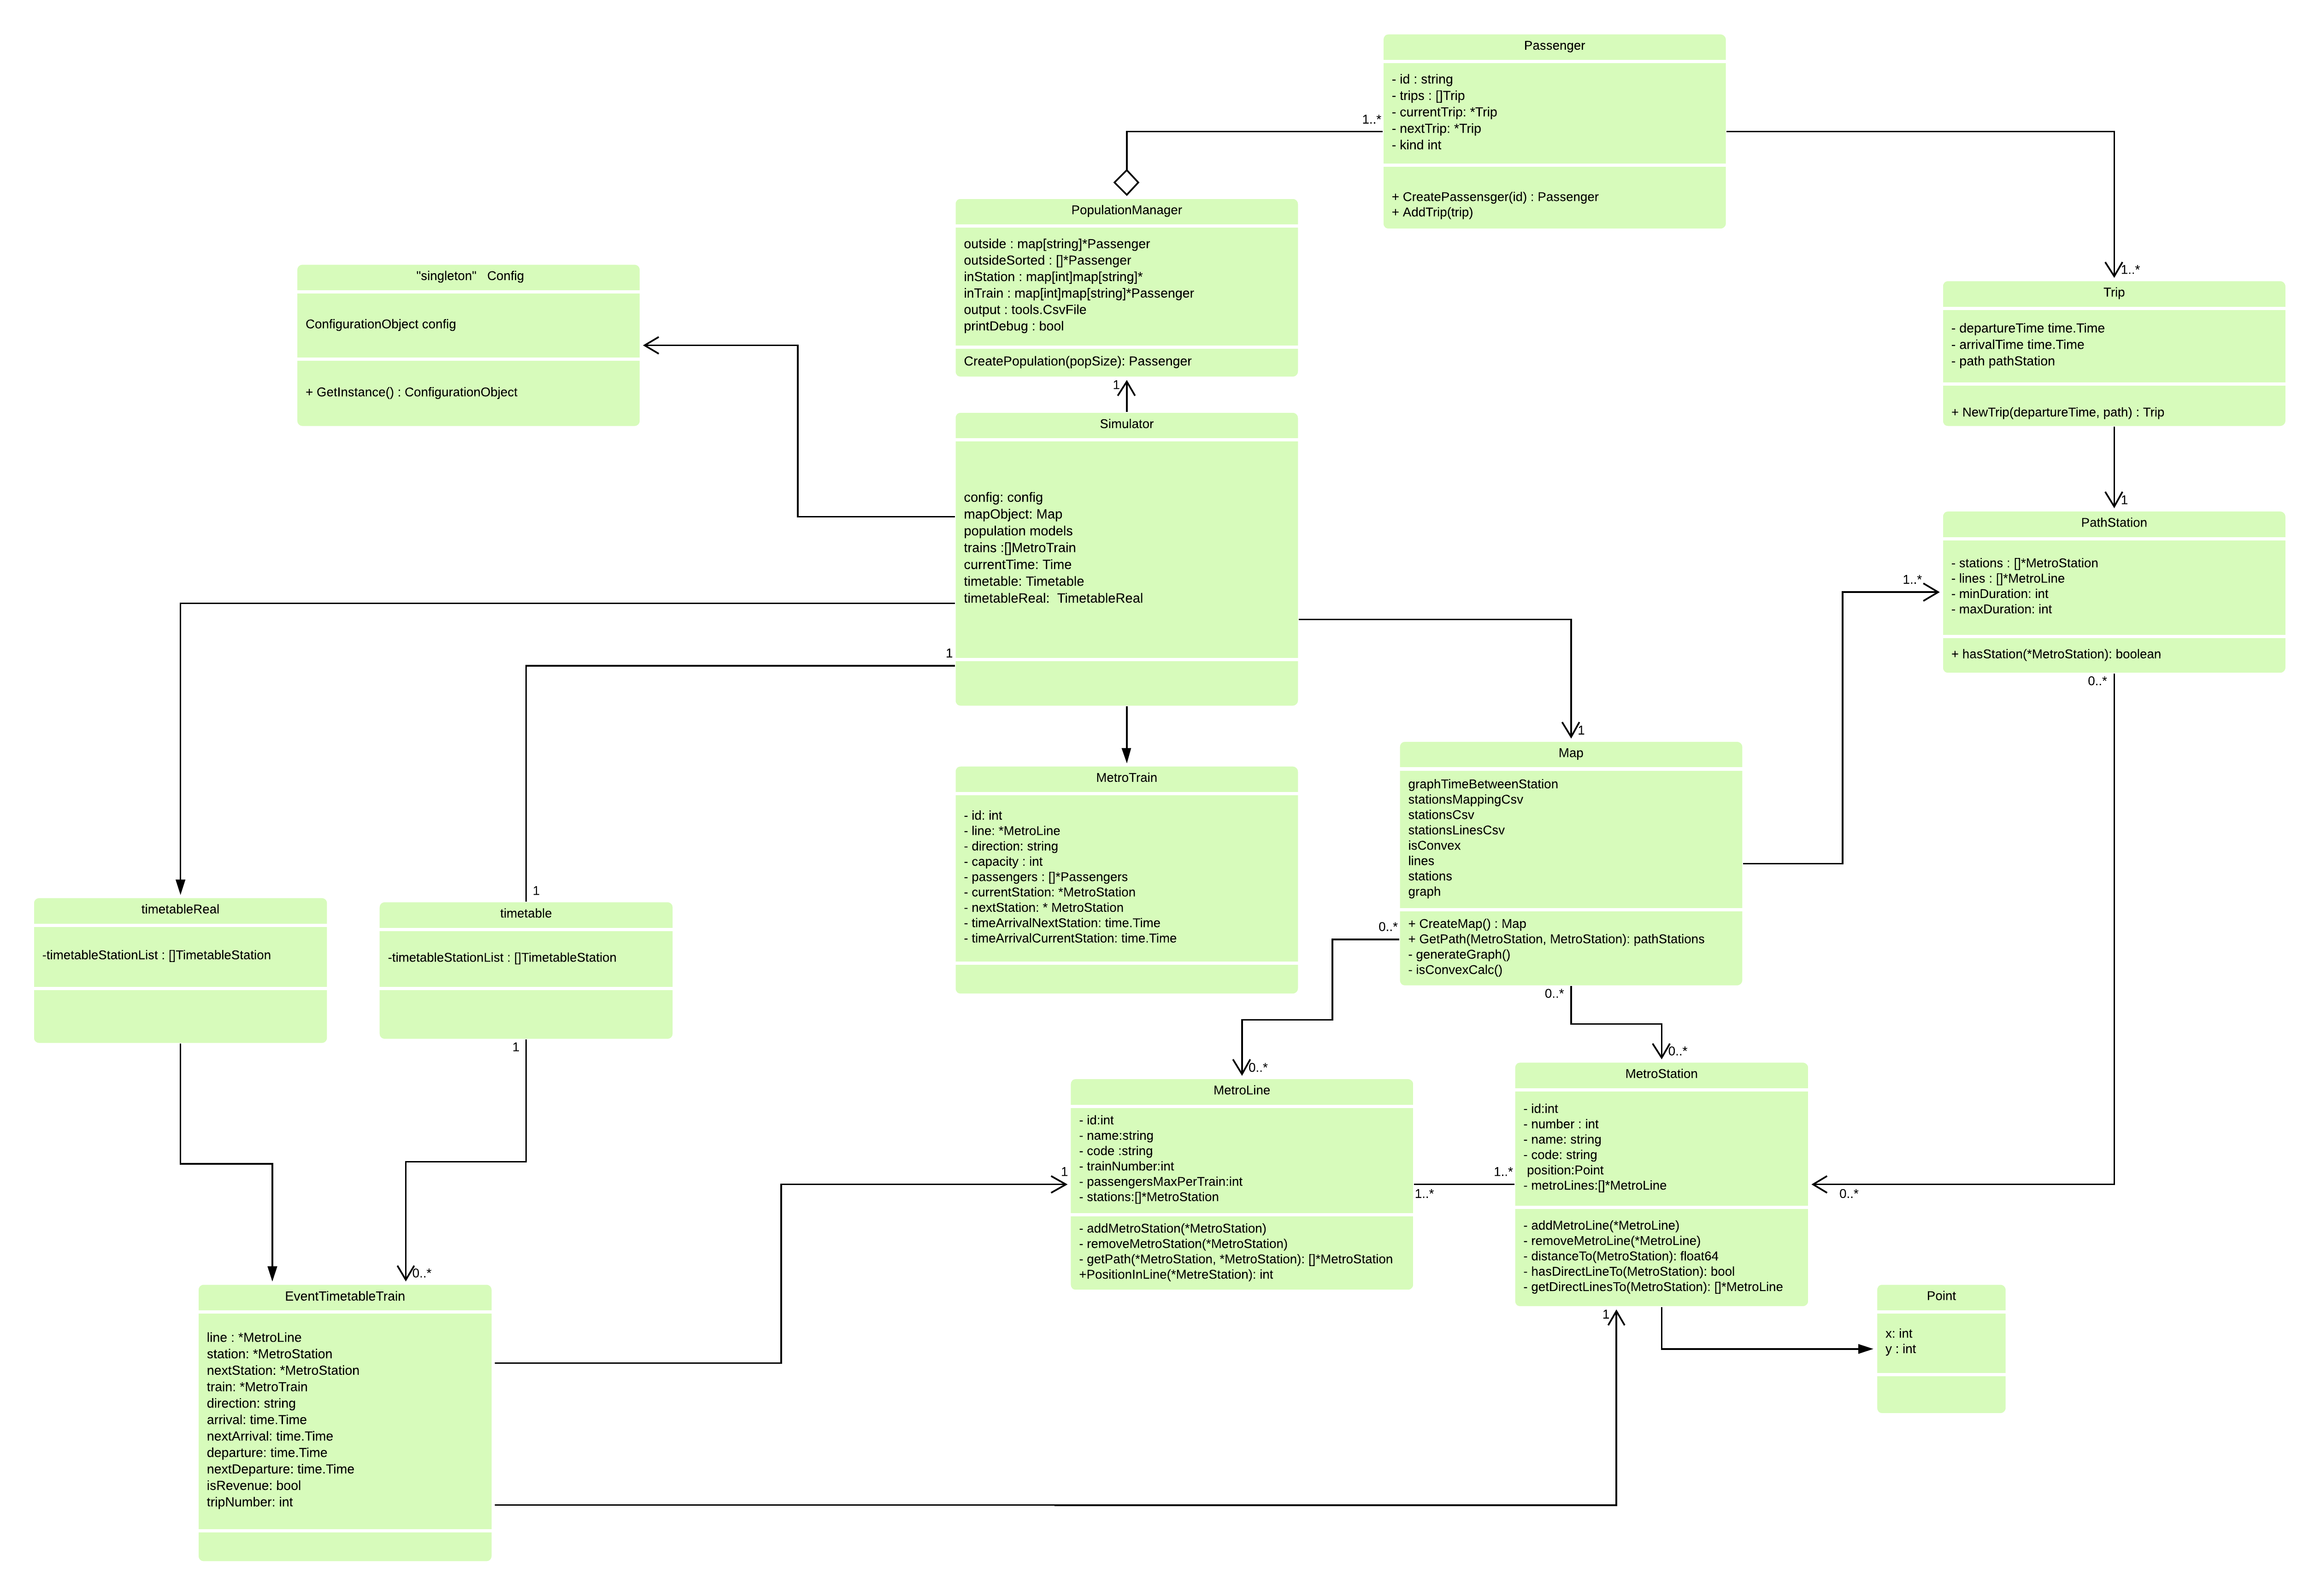 Passenger
- id : string
- trips : []Trip
- currentTrip: *Trip
- nextTrip: *Trip
- kind int
+ CreatePassensger(id) : Passenger
+ AddTrip(trip)
1..*
1..*
PopulationManager
outside : map[string]*Passenger
outsideSorted : []*Passenger
inStation : map[int]map[string]*
inTrain : map[int]map[string]*Passenger
output : tools.CsvFile
printDebug : bool
CreatePopulation(popSize): Passenger
1
"singleton"   Config
ConfigurationObject config
+ GetInstance() : ConfigurationObject
Trip
- departureTime time.Time
- arrivalTime time.Time
- path pathStation
+ NewTrip(departureTime, path) : Trip
1
Simulator
config: config
mapObject: Map
population models
trains :[]MetroTrain
currentTime: Time
timetable: Timetable
timetableReal:  TimetableReal
1
1
PathStation
- stations : []*MetroStation
- lines : []*MetroLine
- minDuration: int
- maxDuration: int
+ hasStation(*MetroStation): boolean
1..*
0..*
Map
graphTimeBetweenStation
stationsMappingCsv
stationsCsv
stationsLinesCsv
isConvex
lines
stations
graph
+ CreateMap() : Map
+ GetPath(MetroStation, MetroStation): pathStations
- generateGraph()
- isConvexCalc()
0..*
0..*
MetroTrain
- id: int
- line: *MetroLine
- direction: string
- capacity : int
- passengers : []*Passengers
- currentStation: *MetroStation
- nextStation: * MetroStation
- timeArrivalNextStation: time.Time
- timeArrivalCurrentStation: time.Time
timetableReal
-timetableStationList : []TimetableStation
1
timetable
-timetableStationList : []TimetableStation
1
0..*
0..*
MetroLine
- id:int
- name:string
- code :string
- trainNumber:int
- passengersMaxPerTrain:int
- stations:[]*MetroStation
- addMetroStation(*MetroStation)
- removeMetroStation(*MetroStation)
- getPath(*MetroStation, *MetroStation): []*MetroStation
+PositionInLine(*MetreStation): int
1
1..*
1..*
0..*
MetroStation
- id:int
- number : int
- name: string
- code: string
position:Point
- metroLines:[]*MetroLine
- addMetroLine(*MetroLine)
- removeMetroLine(*MetroLine)
- distanceTo(MetroStation): float64
- hasDirectLineTo(MetroStation): bool
- getDirectLinesTo(MetroStation): []*MetroLine
0..*
1
Point
x: int
y : int
EventTimetableTrain
line : *MetroLine
station: *MetroStation
nextStation: *MetroStation
train: *MetroTrain
direction: string
arrival: time.Time
nextArrival: time.Time
departure: time.Time
nextDeparture: time.Time
isRevenue: bool
tripNumber: int